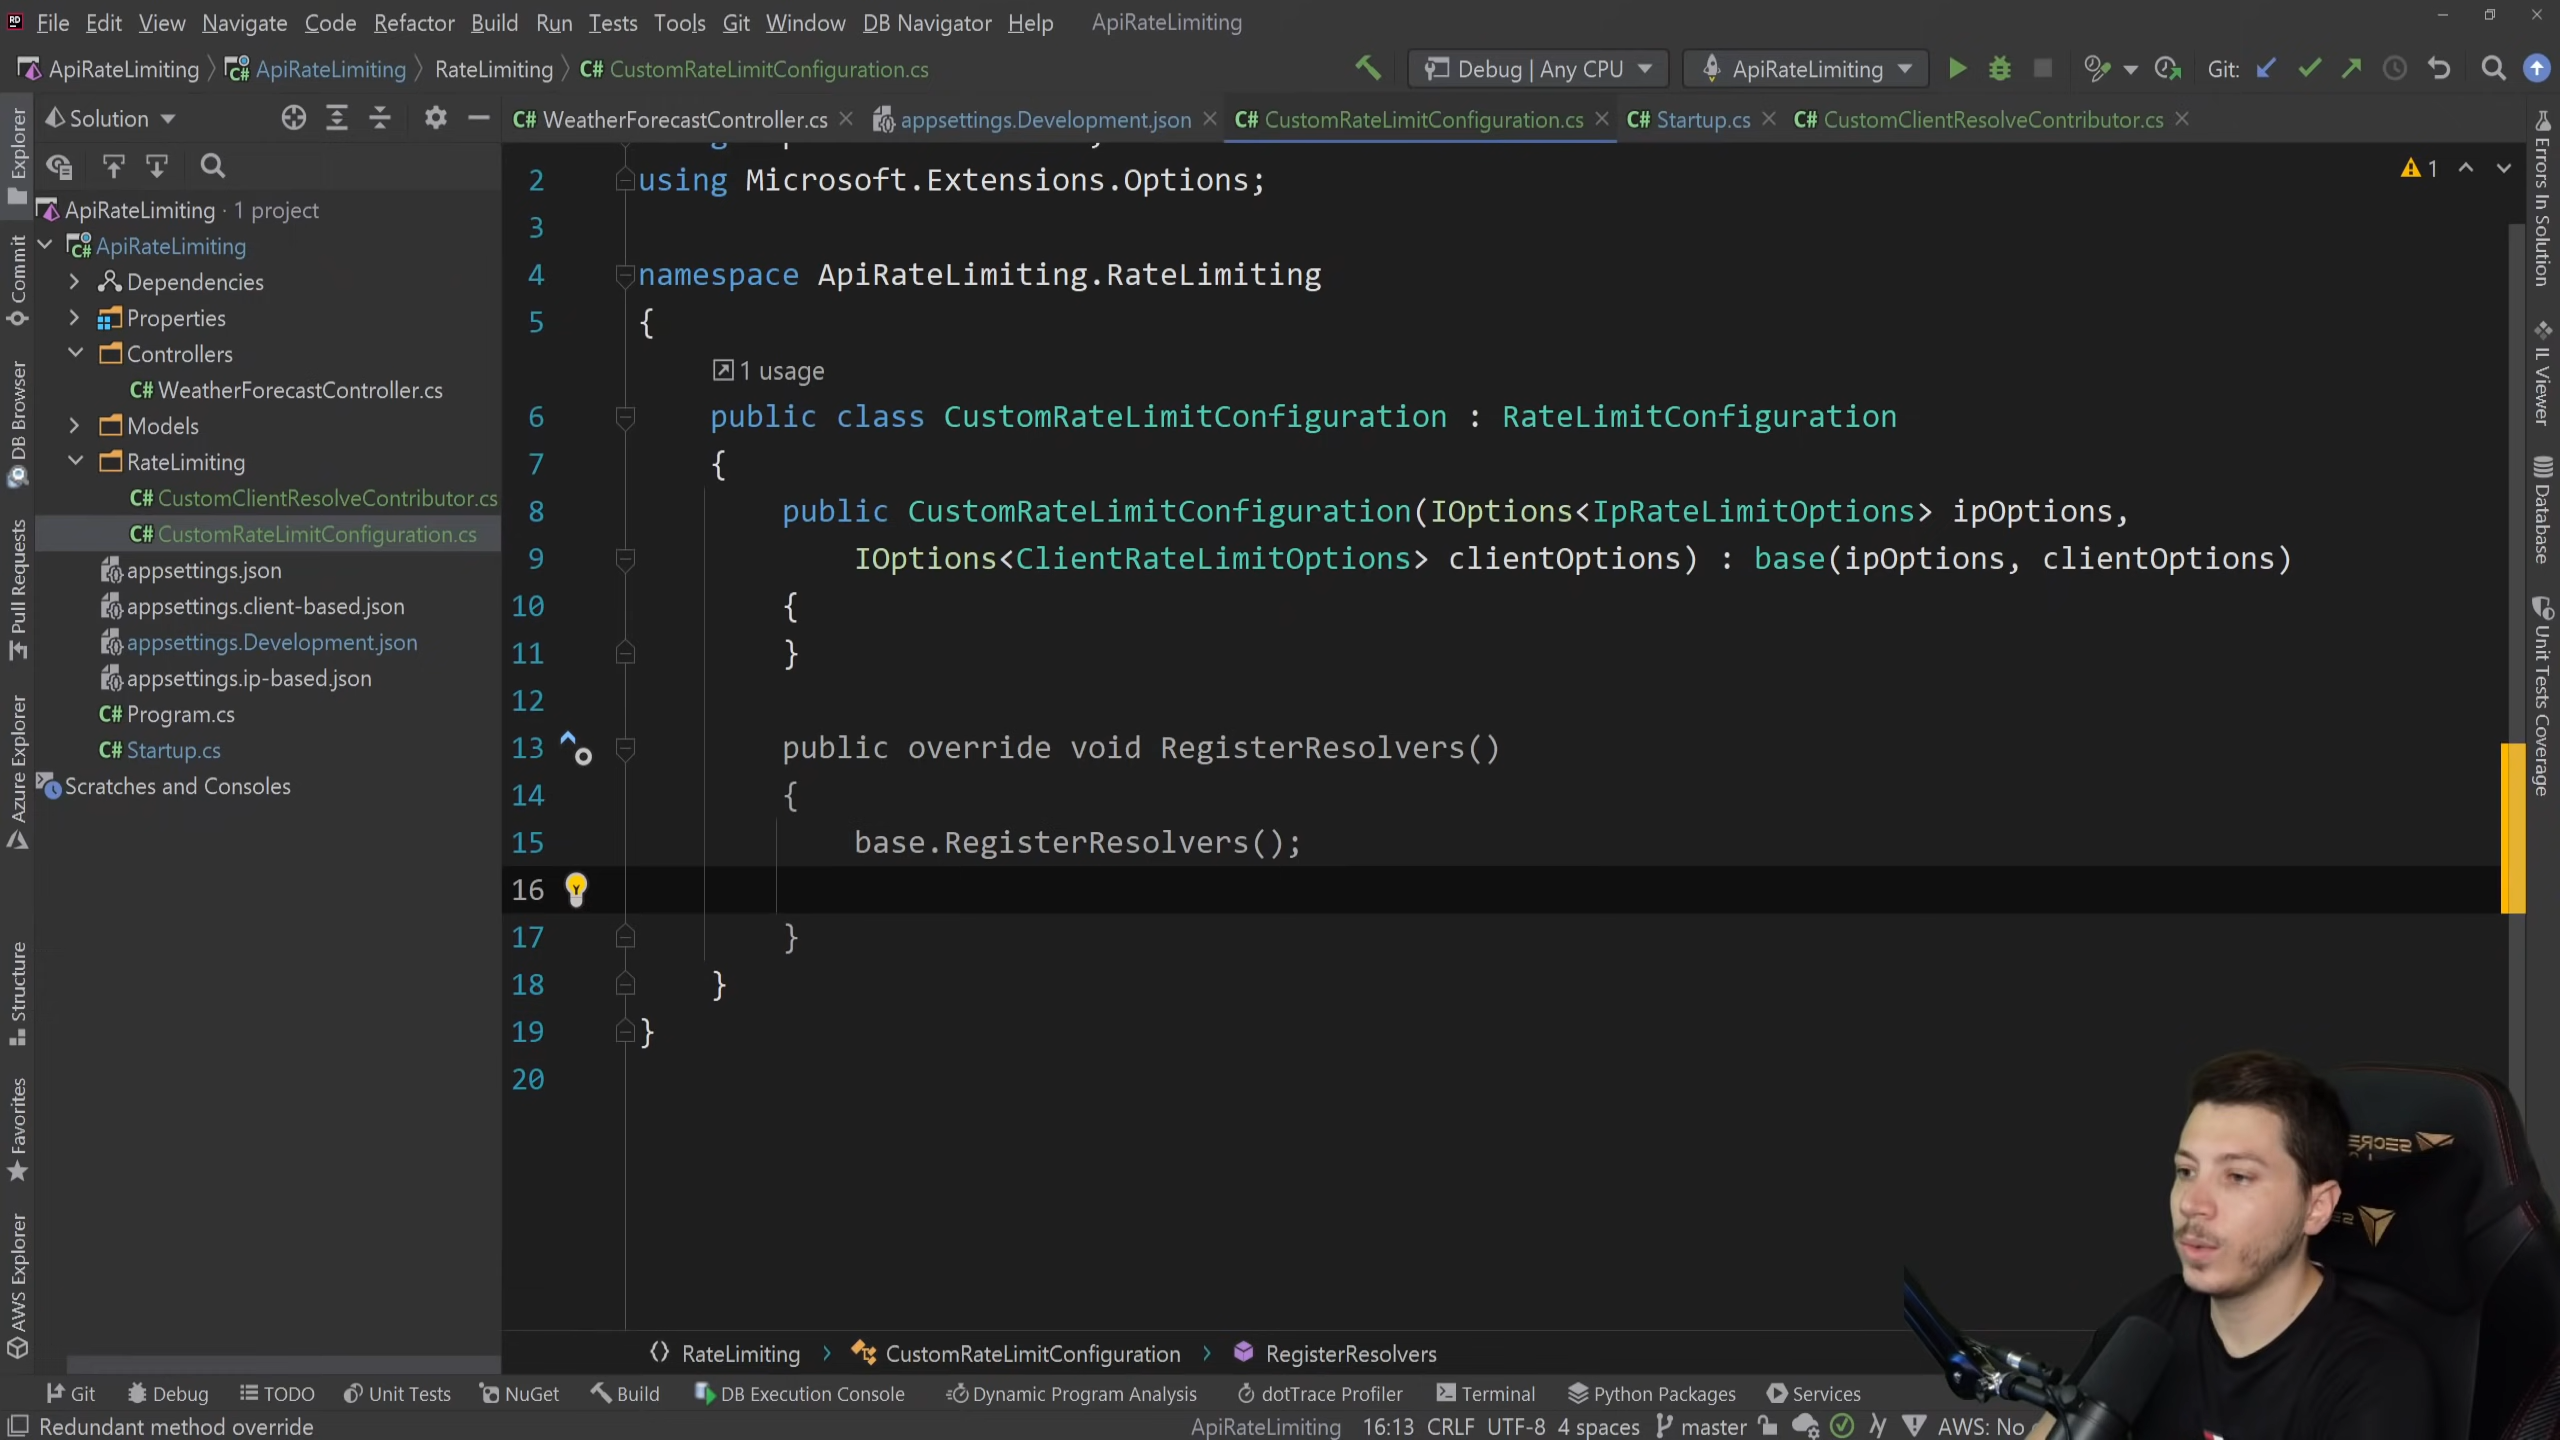 File Edit View Navigate Code Refactor Build Run Tests Tools Git Window DB Navigator Help ApiRateLimiting
ApiRateLimiting ApiRateLimiting RateLimiting C# CustomRateLimitConfiguration.cs Debug | Any CPU ApiRateLimiting Git:
Solution
C# WeatherForecastController.cs appsettings.Development.json C# CustomRateLimitConfiguration.cs C# Startup.cs C# CustomClientResolveContributor.cs
ApiRateLimiting · 1 project
ApiRateLimiting
Dependencies
Properties
Controllers
C# WeatherForecastController.cs
Models
RateLimiting
C# CustomClientResolveContributor.cs
C# CustomRateLimitConfiguration.cs
appsettings.json
appsettings.client-based.json
appsettings.Development.json
appsettings.ip-based.json
C# Program.cs
C# Startup.cs
Scratches and Consoles
Explorer
Commit
DB Browser
Pull Requests
Azure Explorer
Structure
Favorites
AWS Explorer
1
2 using Microsoft.Extensions.Options;
3
4 namespace ApiRateLimiting.RateLimiting
5 {
1 usage
6 public class CustomRateLimitConfiguration : RateLimitConfiguration
7 {
8 public CustomRateLimitConfiguration(IOptions<IpRateLimitOptions> ipOptions,
9 IOptions<ClientRateLimitOptions> clientOptions) : base(ipOptions, clientOptions)
10 {
11 }
12
13 public override void RegisterResolvers()
14 {
15 base.RegisterResolvers();
16
17 }
18 }
19 }
20
Errors In Solution
IL Viewer
Database
Unit Tests Coverage
RateLimiting CustomRateLimitConfiguration RegisterResolvers
Git Debug TODO Unit Tests NuGet Build DB Execution Console Dynamic Program Analysis dotTrace Profiler Terminal Python Packages Services
Redundant method override ApiRateLimiting 16:13 CRLF UTF-8 4 spaces master AWS: No